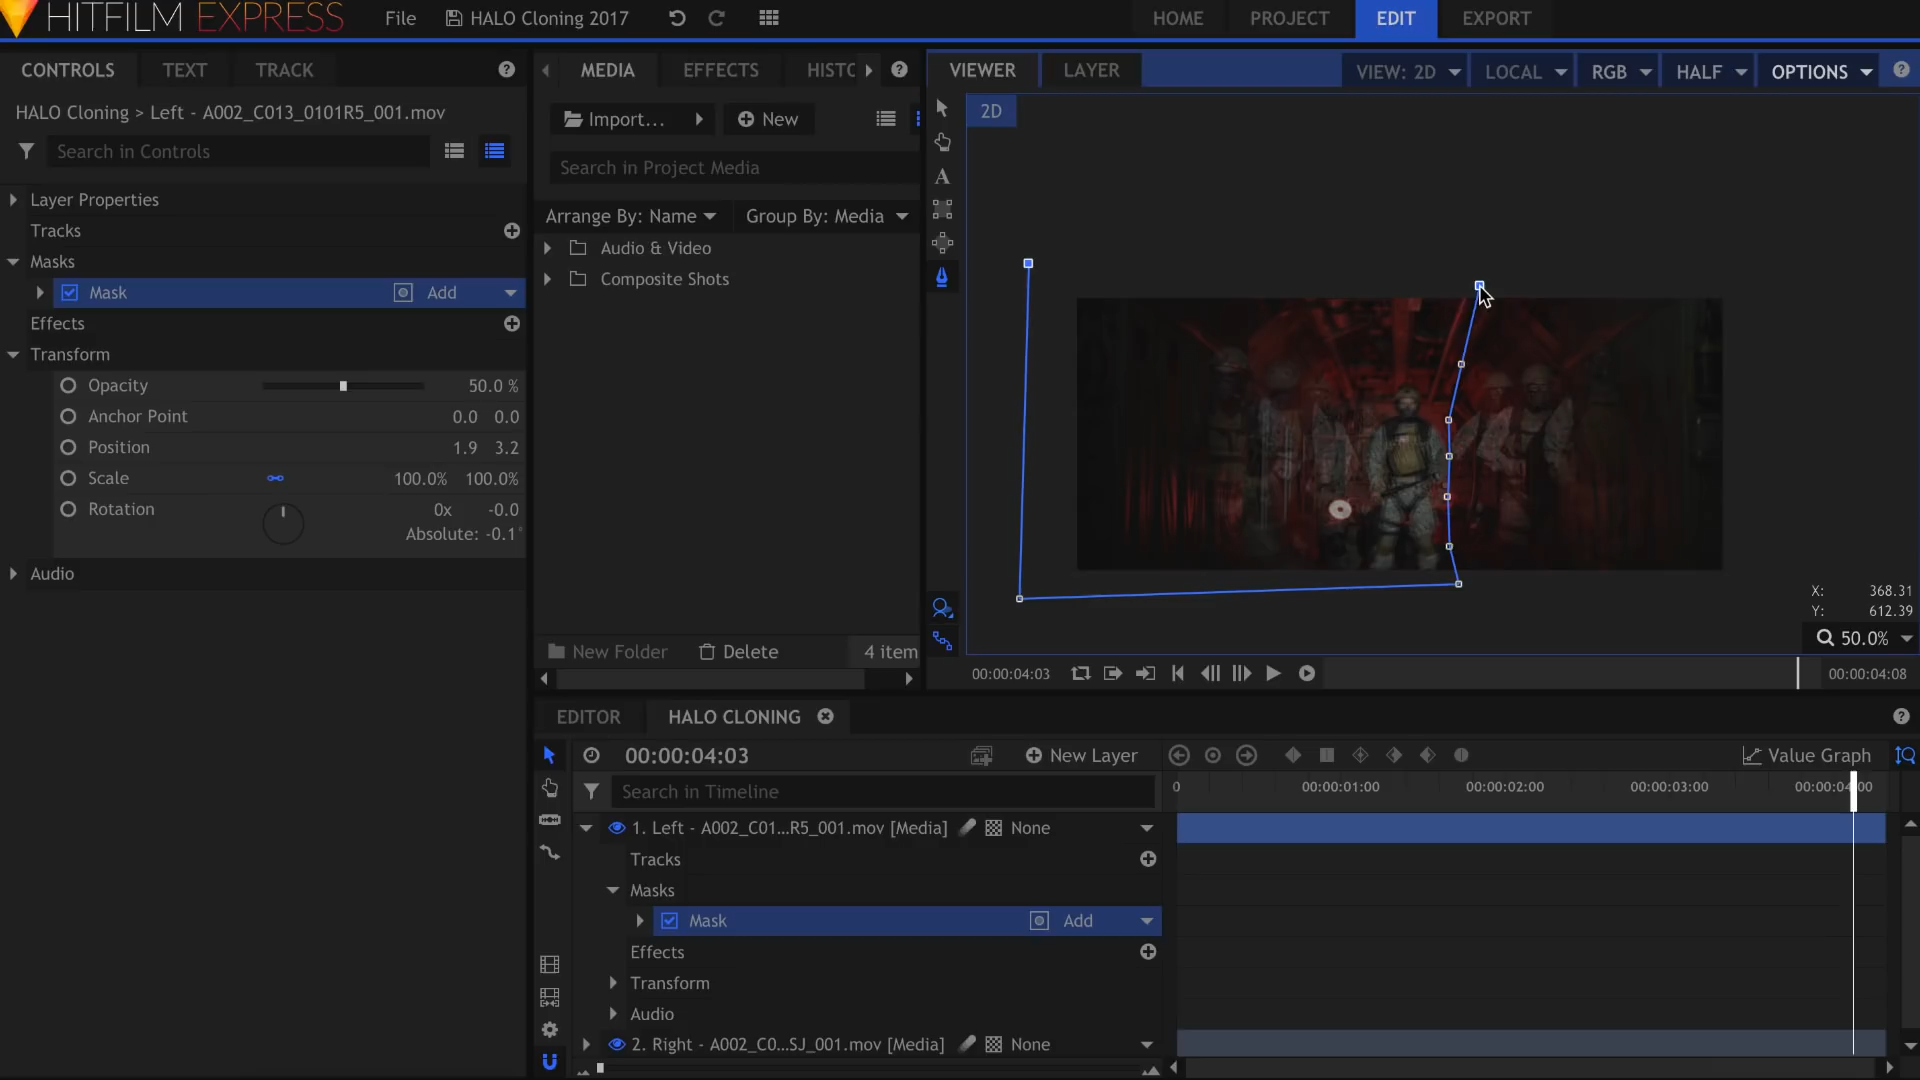 HITFILM EXPRESS
File
HALO Cloning 2017
HOME
PROJECT
EDIT
EXPORT
CONTROLS
TEXT
TRACK
HALO Cloning > Left - A002_C013_0101R5_001.mov
Search in Controls
Layer Properties
Tracks
Masks
Mask
Add
Effects
Transform
Opacity
50.0 %
Anchor Point
0.0 0.0
Position
1.9 3.2
Scale
100.0% 100.0%
Rotation
0x -0.0
Absolute: -0.1°
Audio
MEDIA
EFFECTS
HISTO
Import...
New
Search in Project Media
Arrange By: Name
Group By: Media
Audio & Video
Composite Shots
New Folder
Delete
4 item
VIEWER
LAYER
VIEW: 2D
LOCAL
RGB
HALF
OPTIONS
2D
A
X: 368.31
Y: 612.39
50.0%
00:00:04:03
00:00:04:08
EDITOR
HALO CLONING
00:00:04:03
New Layer
Value Graph
Search in Timeline
0
00:00:01:00
00:00:02:00
00:00:03:00
00:00:04:00
1. Left - A002_C01...R5_001.mov [Media]
None
Tracks
Masks
Mask
Add
Effects
Transform
Audio
2. Right - A002_C0...SJ_001.mov [Media]
None